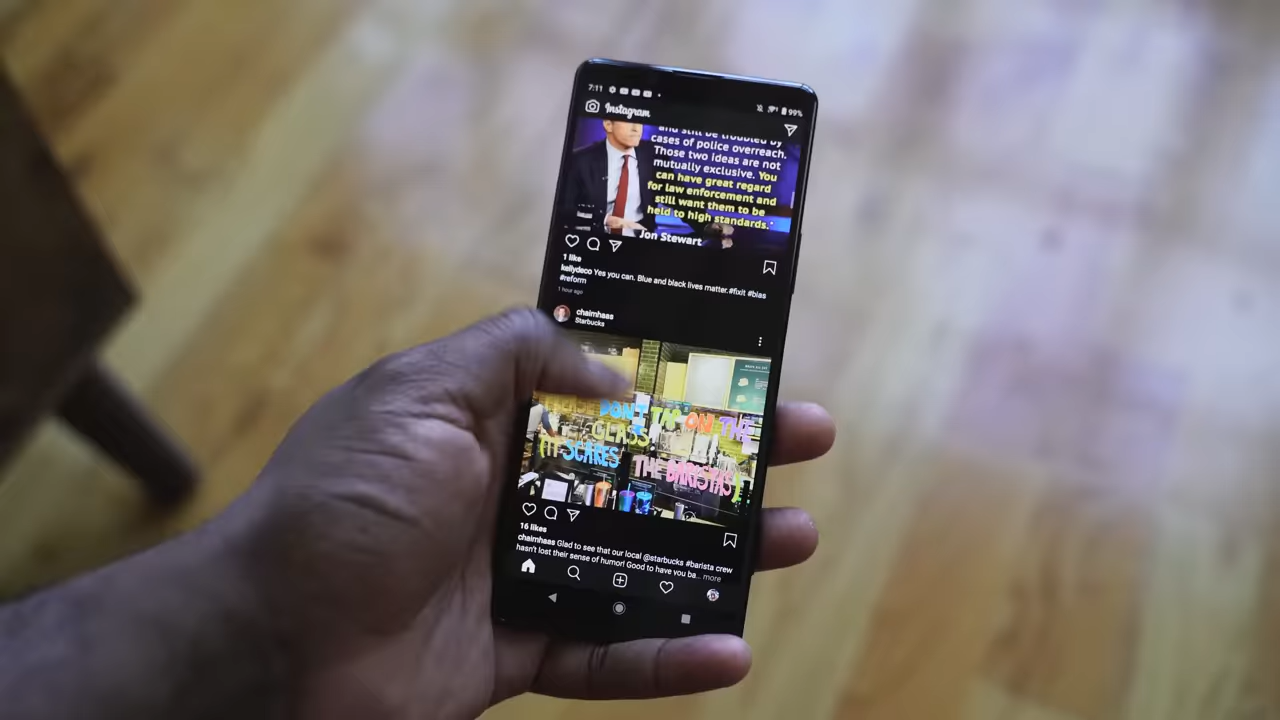 7:11
99%
Instagram
and still be troubled by
cases of police overreach.
Those two ideas are not
mutually exclusive. You
can have great regard
for law enforcement and
still want them to be
held to high standards."
Jon Stewart
1 like
kellydeco Yes you can. Blue and black lives matter.#fixit #bias
#reform
1 hour ago
chaimhaas
Starbucks
DON'T TAP ON THE
GLASS
(IT SCARES
THE BARISTAS)
16 likes
chaimhaas Glad to see that our local @starbucks #barista crew
hasn't lost their sense of humor! Good to have you ba... more